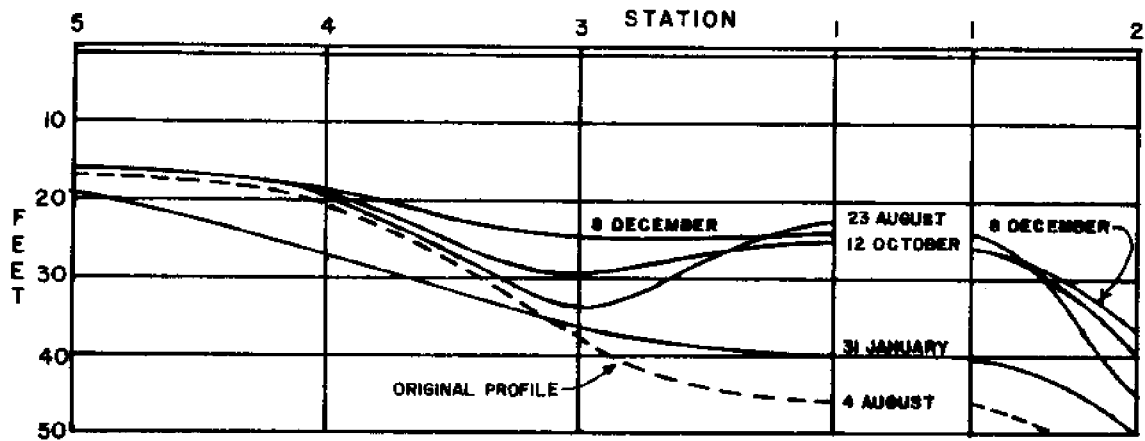 STATION
5 4 3 1 1 2
10
20
30
40
50
FEET
8 DECEMBER
23 AUGUST
8 DECEMBER
12 OCTOBER
31 JANUARY
ORIGINAL PROFILE
4 AUGUST